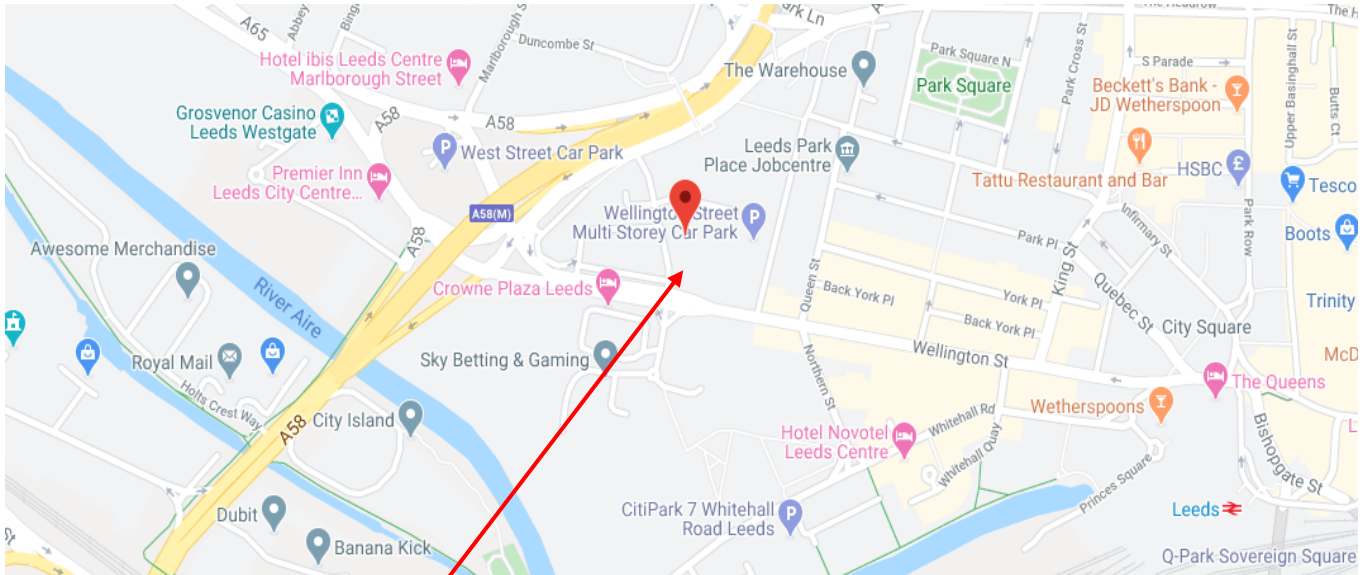 A65
Abbey
Bing
Marlborough S
Duncombe St
Hotel ibis Leeds Centre
Marlborough Street
Grosvenor Casino
Leeds Westgate
A58
A58
Premier Inn
Leeds City Centre...
West Street Car Park
A58(M)
A58
ark Ln
The Headrow
The H
The Warehouse
Park Square N
Park Square
Park Cross St
S Parade
Beckett's Bank -
JD Wetherspoon
Upper Basinghall St
Butts Ct
Leeds Park
Place Jobcentre
Tattu Restaurant and Bar
HSBC
Tesco
Boots
Park Row
Infirmary St
Park Pl
King St
Quebec St
Wellington Street
Multi Storey Car Park
Awesome Merchandise
River Aire
Crowne Plaza Leeds
Queen St
Back York Pl
York Pl
Back York Pl
City Square
Trinity
McD
Royal Mail
Sky Betting & Gaming
Wellington St
The Queens
Holts Crest Way
A58
City Island
Northern St
Wetherspoons
Whitehall Rd
Whitehall Quay
Hotel Novotel
Leeds Centre
Bishopgate St
L
Princes Square
CitiPark 7 Whitehall
Road Leeds
Leeds
Dubit
Banana Kick
St
Q-Park Sovereign Square